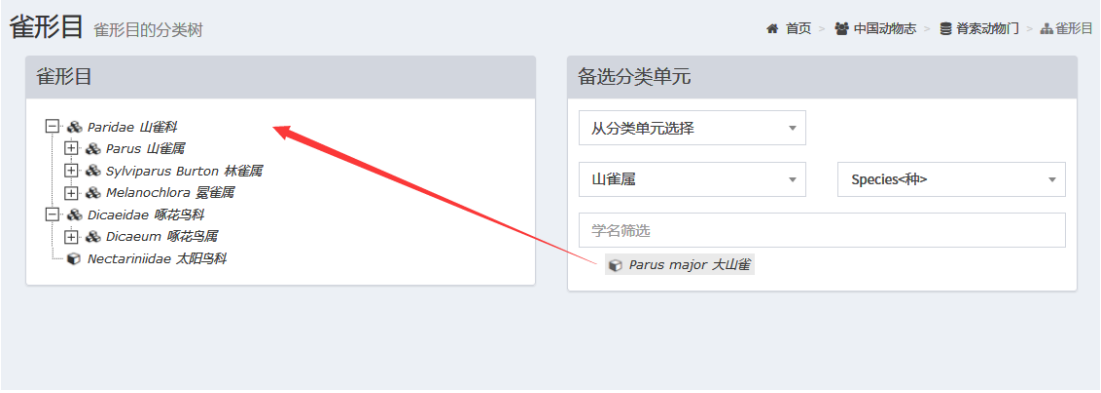 雀形目 雀形目的分类树
首页 > 中国动物志 > 脊索动物门 > 雀形目
雀形目
Paridae 山雀科
Parus 山雀属
Sylviparus Burton 林雀属
Melanochlora 冕雀属
Dicaeidae 啄花鸟科
Dicaeum 啄花鸟属
Nectariniidae 太阳鸟科
备选分类单元
从分类单元选择
山雀属
Species<种>
学名筛选
Parus major 大山雀